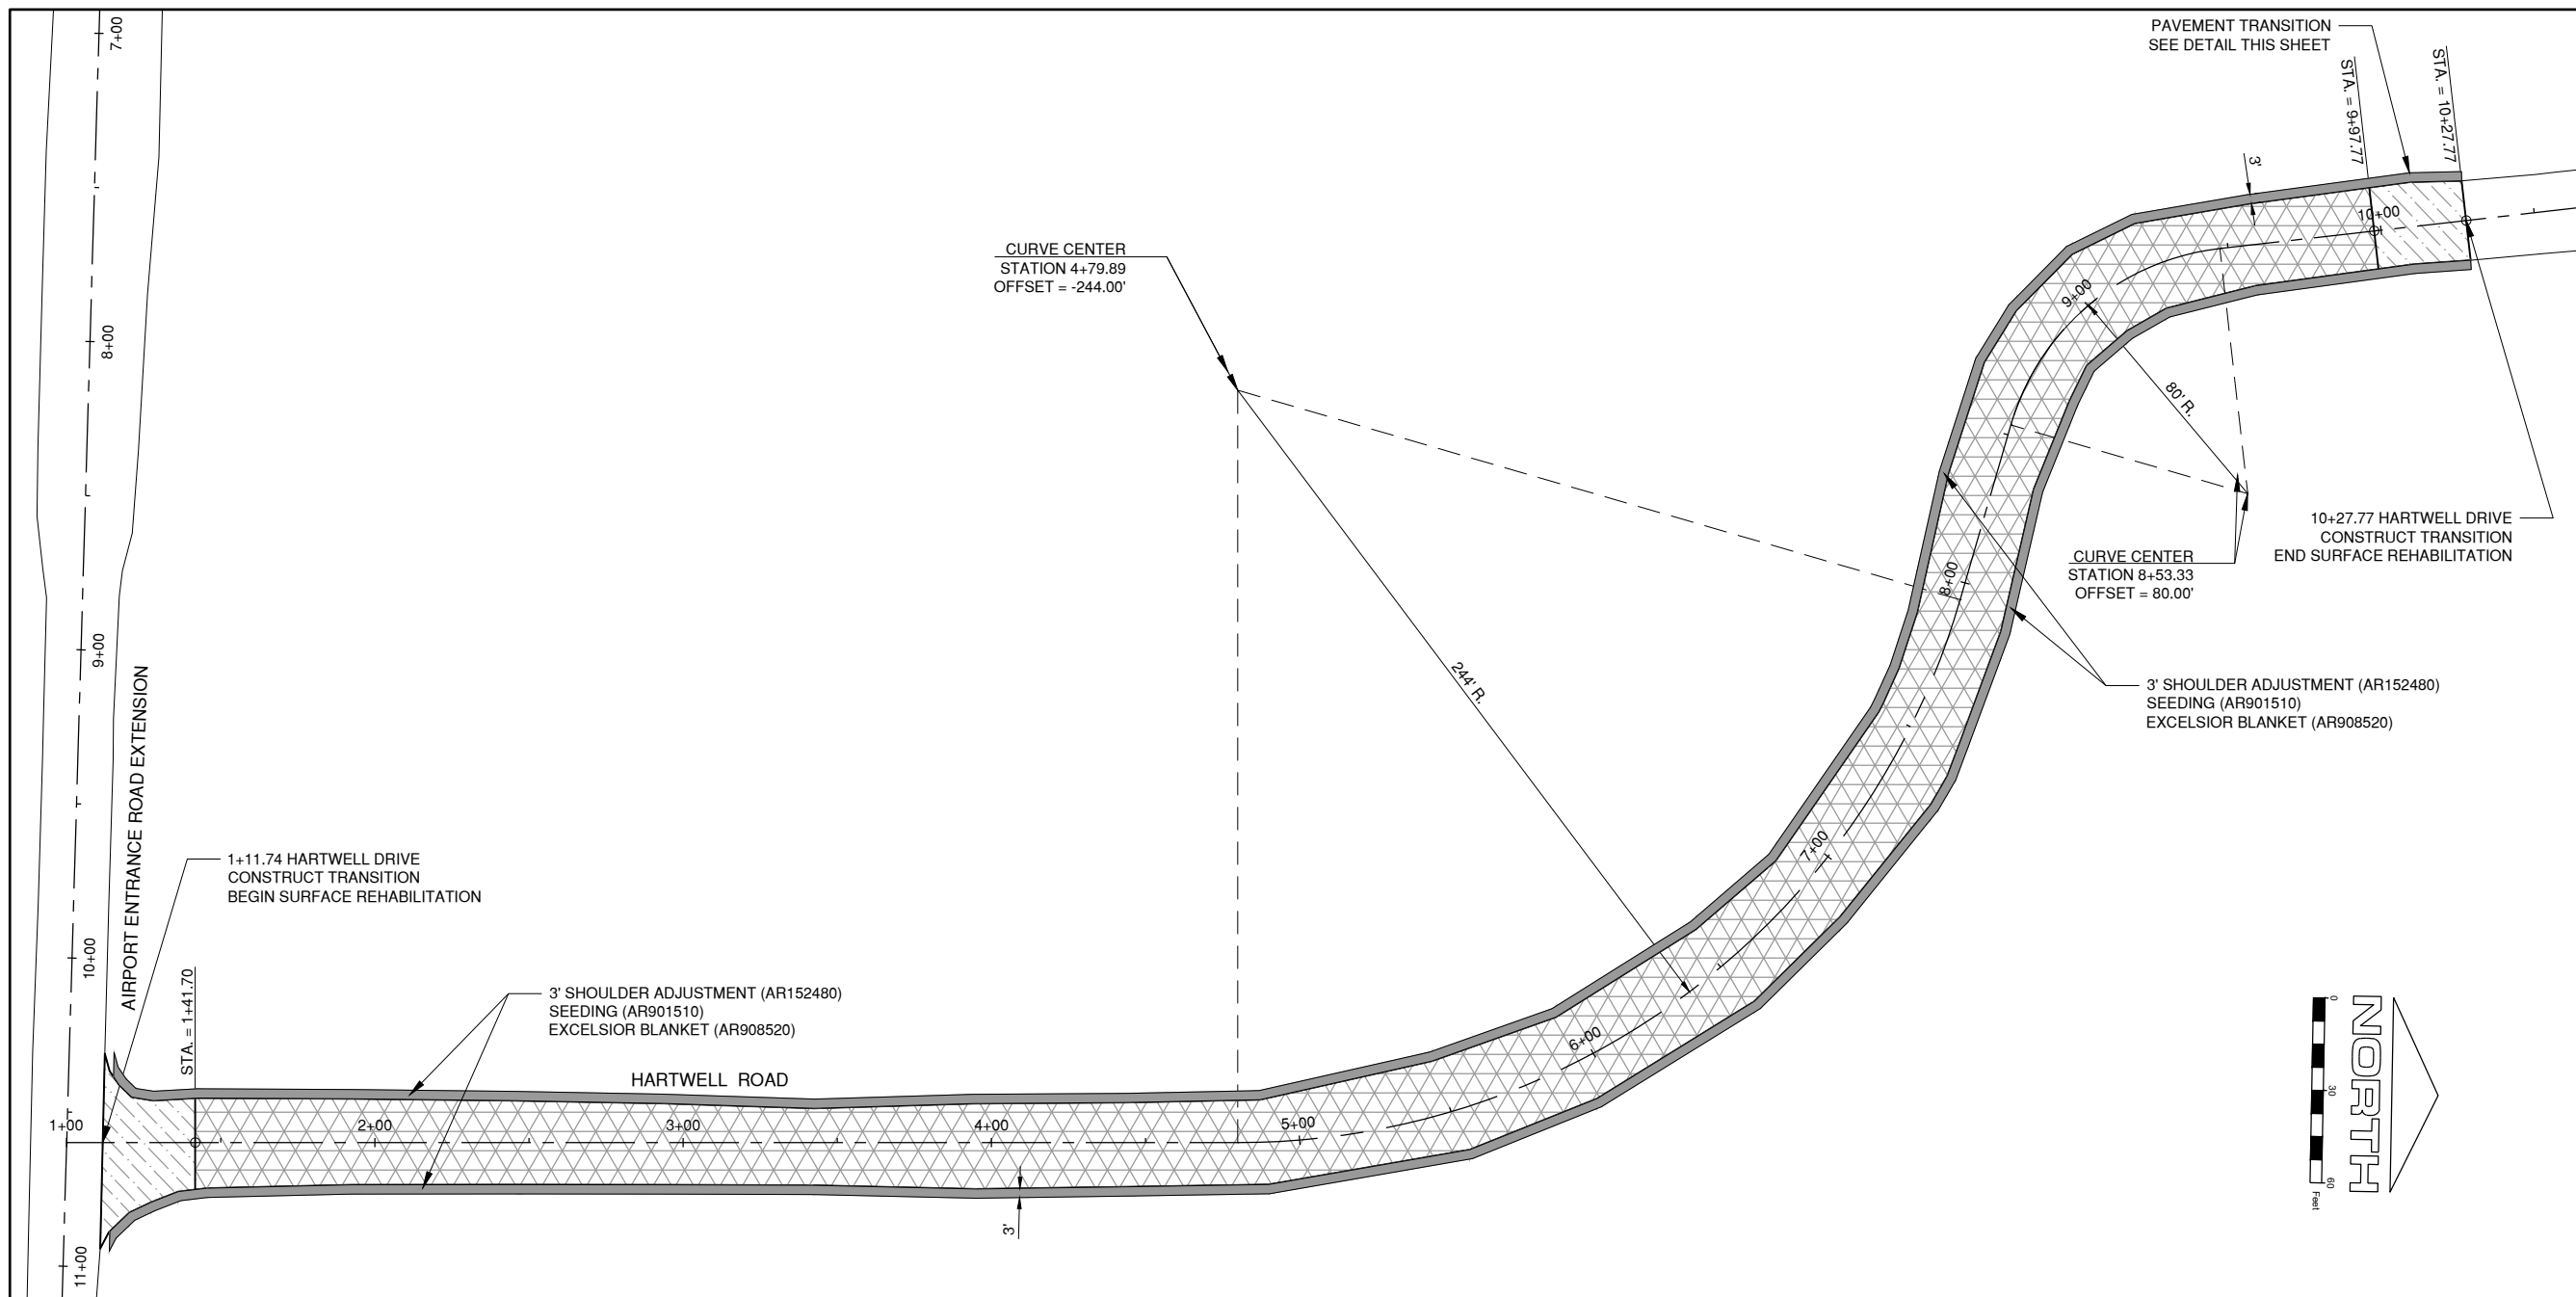 PAVEMENT TRANSITION
SEE DETAIL THIS SHEET
STA. = 9+97.77
STA. = 10+27.77
7+00
8+00
9+00
10+00
11+00
AIRPORT ENTRANCE ROAD EXTENSION
CURVE CENTER
STATION 4+79.89
OFFSET = -244.00'
3'
10+00
9+00
80' R.
10+27.77 HARTWELL DRIVE
CONSTRUCT TRANSITION
END SURFACE REHABILITATION
CURVE CENTER
STATION 8+53.33
OFFSET = 80.00'
8+00
244' R.
3' SHOULDER ADJUSTMENT (AR152480)
SEEDING (AR901510)
EXCELSIOR BLANKET (AR908520)
7+00
1+11.74 HARTWELL DRIVE
CONSTRUCT TRANSITION
BEGIN SURFACE REHABILITATION
STA. = 1+41.70
3' SHOULDER ADJUSTMENT (AR152480)
SEEDING (AR901510)
EXCELSIOR BLANKET (AR908520)
HARTWELL ROAD
1+00
2+00
3+00
4+00
5+00
6+00
3'
NORTH
0
30
60
Feet